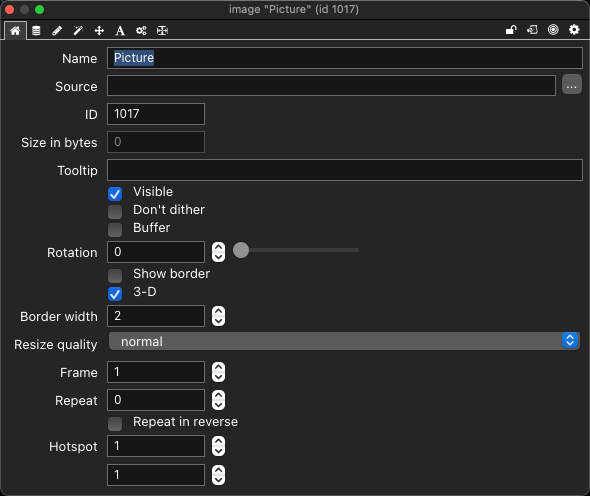 image "Picture" (id 1017)
A
Name Picture
Source ...
ID 1017
Size in bytes 0
Tooltip
Visible
Don't dither
Buffer
Rotation 0
Show border
3-D
Border width 2
Resize quality normal
Frame 1
Repeat 0
Repeat in reverse
Hotspot 1
1